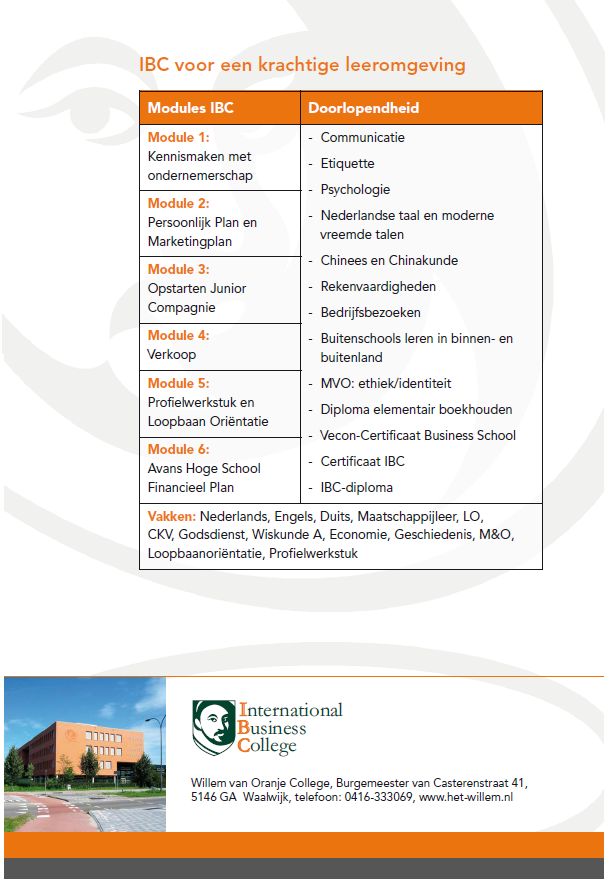 IBC voor een krachtige leeromgeving
Modules IBC
Doorlopendheid
Module 1:
Kennismaken met
ondernemerschap
Module 2:
Persoonlijk Plan en
Marketingplan
Module 3:
Opstarten Junior
Compagnie
Module 4:
Verkoop
Module 5:
Profielwerkstuk en
Loopbaan Oriëntatie
Module 6:
Avans Hoge School
Financieel Plan
- Communicatie
- Etiquette
- Psychologie
- Nederlandse taal en moderne
vreemde talen
- Chinees en Chinakunde
- Rekenvaardigheden
- Bedrijfsbezoeken
- Buitenschools leren in binnen- en
buitenland
- MVO: ethiek/identiteit
- Diploma elementair boekhouden
- Vecon-Certificaat Business School
- Certificaat IBC
- IBC-diploma
Vakken: Nederlands, Engels, Duits, Maatschappijleer, LO,
CKV, Godsdienst, Wiskunde A, Economie, Geschiedenis, M&O,
Loopbaanoriëntatie, Profielwerkstuk
International
Business
College
Willem van Oranje College, Burgemeester van Casterenstraat 41,
5146 GA Waalwijk, telefoon: 0416-333069, www.het-willem.nl